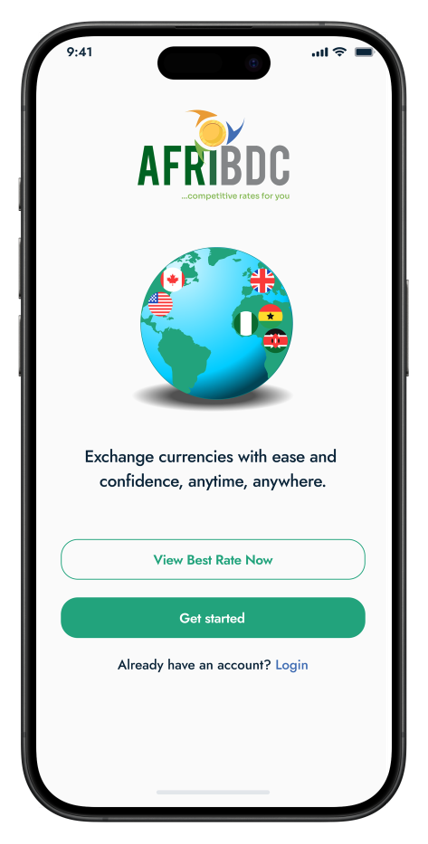 9:41
AFRIBDC
...competitive rates for you
Exchange currencies with ease and
confidence, anytime, anywhere.
View Best Rate Now
Get started
Already have an account? Login